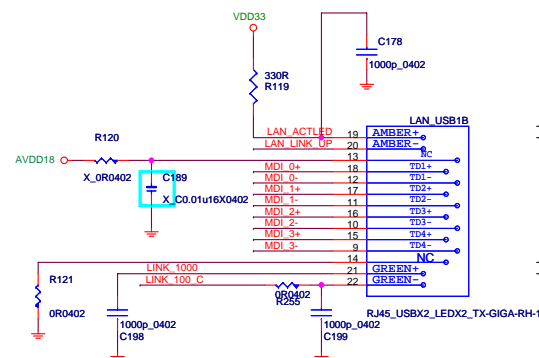 VDD33
C178
1000p_0402
330R
R119
LAN_USB1B
LAN_ACTLED 19 AMBER+
LAN_LINK_UP 20 AMBER-
R120
AVDD18
X_0R0402
13 NC
C189
X_C0.01u16X0402
MDI_0+ 18 TD1+
MDI_0- 12 TD1-
MDI_1+ 17 TD2+
MDI_1- 11 TD2-
MDI_2+ 16 TD3+
MDI_2- 10 TD3-
MDI_3+ 15 TD4+
MDI_3- 9 TD4-
14 NC
LINK_1000 21 GREEN+
LINK_100_C 22 GREEN-
R121
0R0402
0R0402
R255
RJ45_USBX2_LEDX2_TX-GIGA-RH-1
1000p_0402
C198
1000p_0402
C199